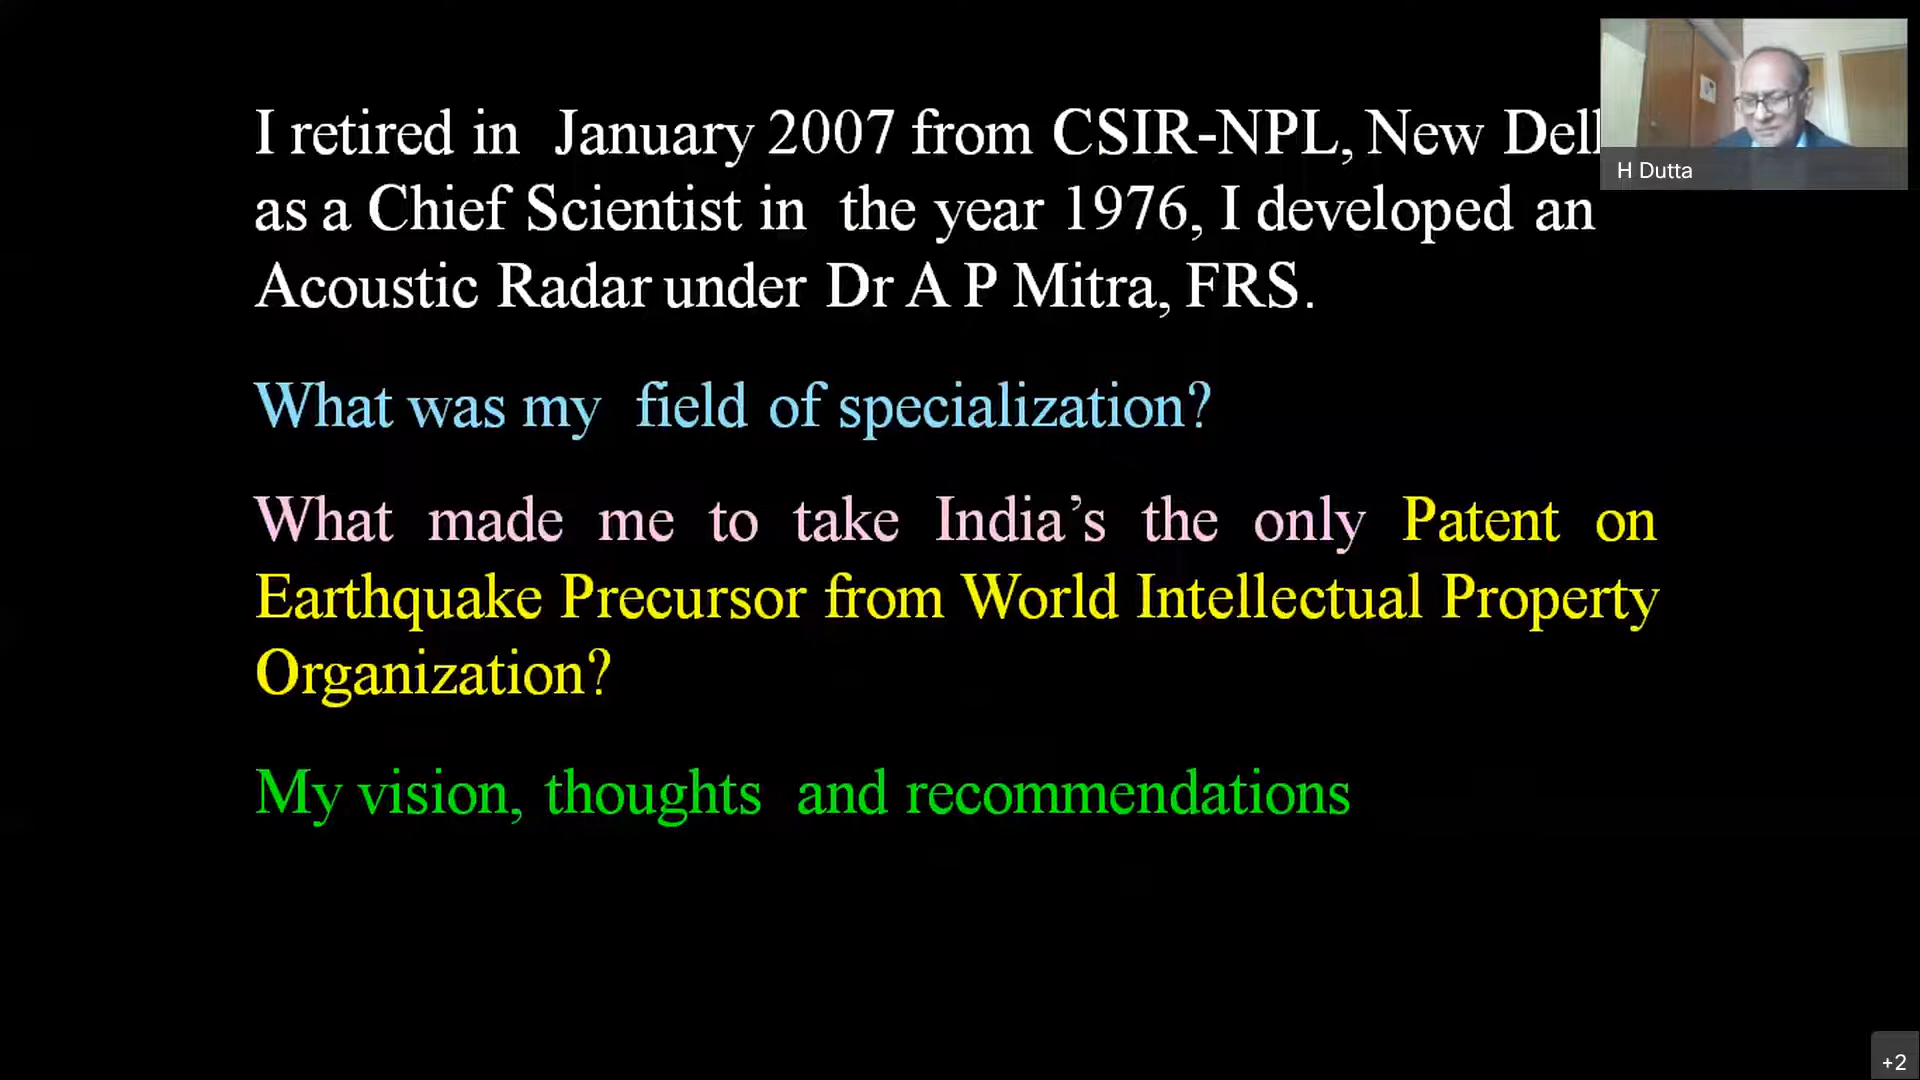 I retired in January 2007 from CSIR-NPL, New Del
as a Chief Scientist in the year 1976, I developed an
Acoustic Radar under Dr A P Mitra, FRS.
What was my field of specialization?
What made me to take India’s the only Patent on
Earthquake Precursor from World Intellectual Property
Organization?
My vision, thoughts and recommendations
H Dutta
+2